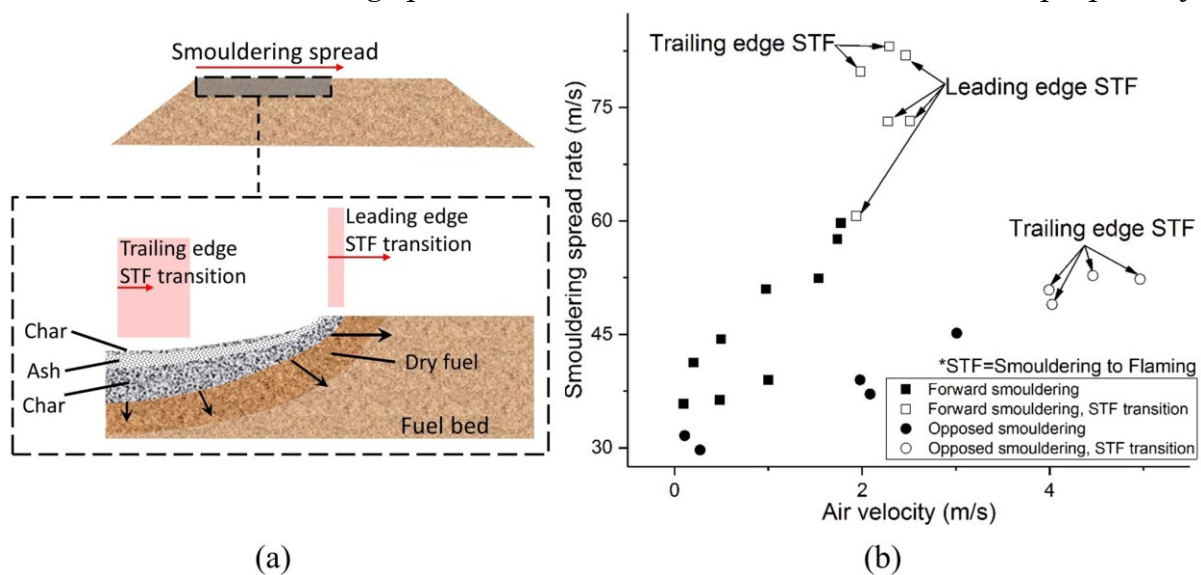 Smouldering spread
Leading edge
STF transition
Trailing edge
STF transition
Char
Ash
Char
Dry fuel
Fuel bed
(a)
Smouldering spread rate (m/s)
75
60
45
30
0
2
4
Air velocity (m/s)
Trailing edge STF
Leading edge STF
Trailing edge STF
*STF=Smouldering to Flaming
Forward smouldering
Forward smouldering, STF transition
Opposed smouldering
Opposed smouldering, STF transition
(b)